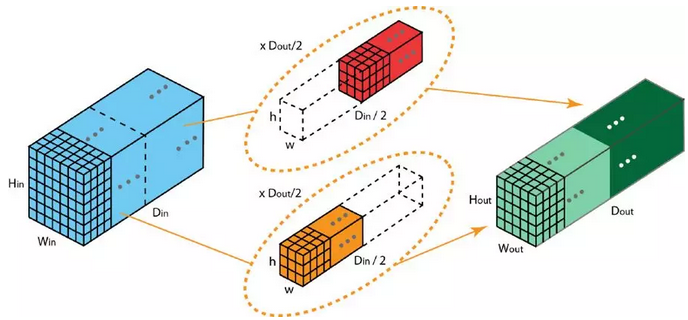 Hin
Win
Din
x Dout/2
h
w
Din / 2
x Dout/2
h
w
Din / 2
Hout
Wout
Dout